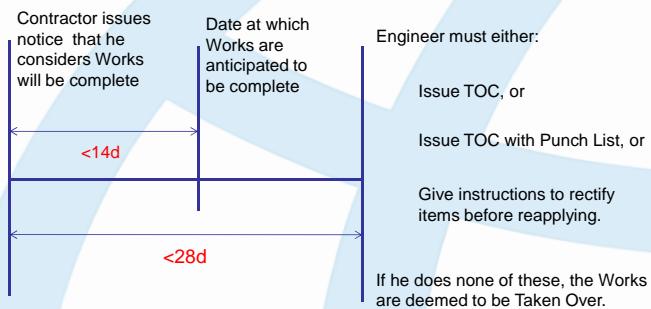 Contractor issues
notice that he
considers Works
will be complete
Date at which
Works are
anticipated to
be complete
Engineer must either:
Issue TOC, or
Issue TOC with Punch List, or
Give instructions to rectify
items before reapplying.
If he does none of these, the Works
are deemed to be Taken Over.
<14d
<28d